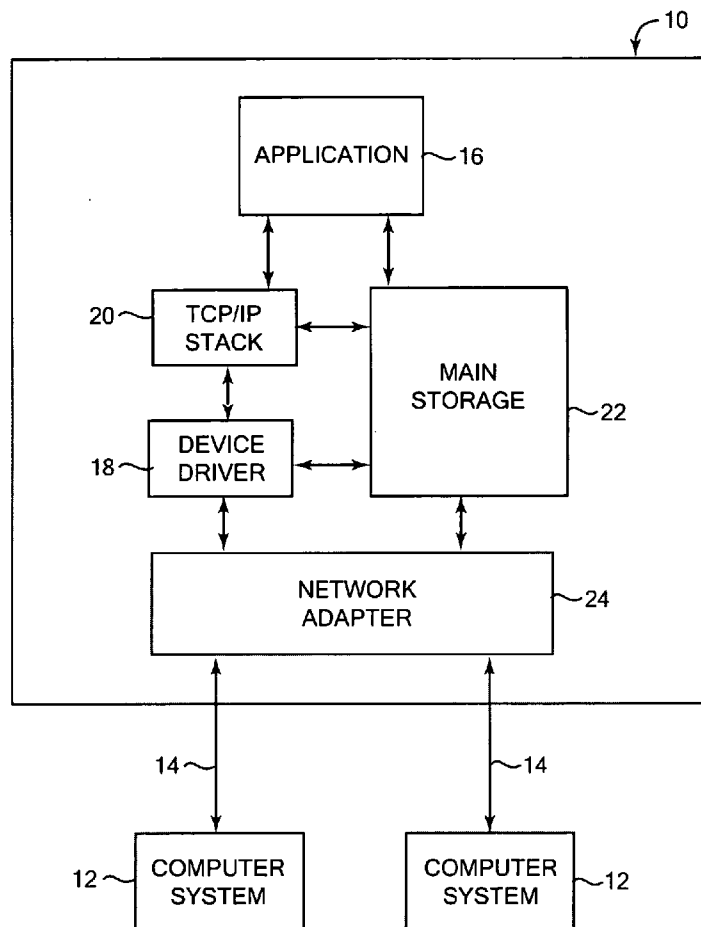 10
APPLICATION
16
20
TCP/IP
STACK
MAIN
STORAGE
22
18
DEVICE
DRIVER
NETWORK
ADAPTER
24
14
14
12
COMPUTER
SYSTEM
COMPUTER
SYSTEM
12